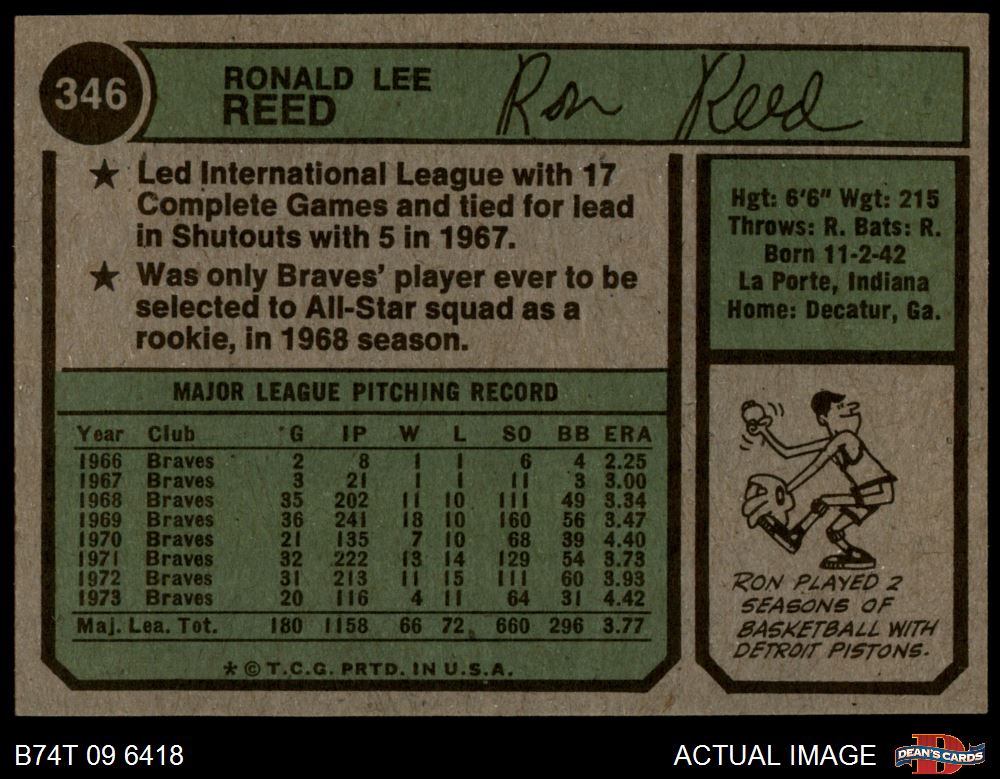 346
RONALD LEE
REED
Ron Reed
★ Led International League with 17
Complete Games and tied for lead
in Shutouts with 5 in 1967.
★ Was only Braves' player ever to be
selected to All-Star squad as a
rookie, in 1968 season.
Hgt: 6'6" Wgt: 215
Throws: R. Bats: R.
Born 11-2-42
La Porte, Indiana
Home: Decatur, Ga.
MAJOR LEAGUE PITCHING RECORD
Year Club G IP W L SO BB ERA
1966 Braves 2 8 1 1 6 4 2.25
1967 Braves 3 21 1 1 11 3 3.00
1968 Braves 35 202 11 10 111 49 3.34
1969 Braves 36 241 18 10 160 56 3.47
1970 Braves 21 135 7 10 68 39 4.40
1971 Braves 32 222 13 14 129 54 3.73
1972 Braves 31 213 11 15 111 60 3.93
1973 Braves 20 116 4 11 64 31 4.42
Maj. Lea. Tot. 180 1158 66 72 660 296 3.77
* © T.C.G. PRTD. IN U.S.A.
RON PLAYED 2
SEASONS OF
BASKETBALL WITH
DETROIT PISTONS.
B74T 09 6418
ACTUAL IMAGE
DEAN'S CARDS